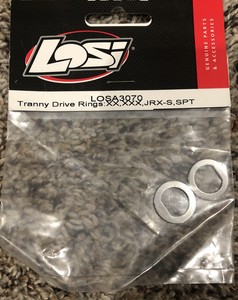 LOSI
GENUINE PARTS
& ACCESSORIES
LOSA3070
Tranny Drive Rings:XX,XXX,JRX-S,SPT